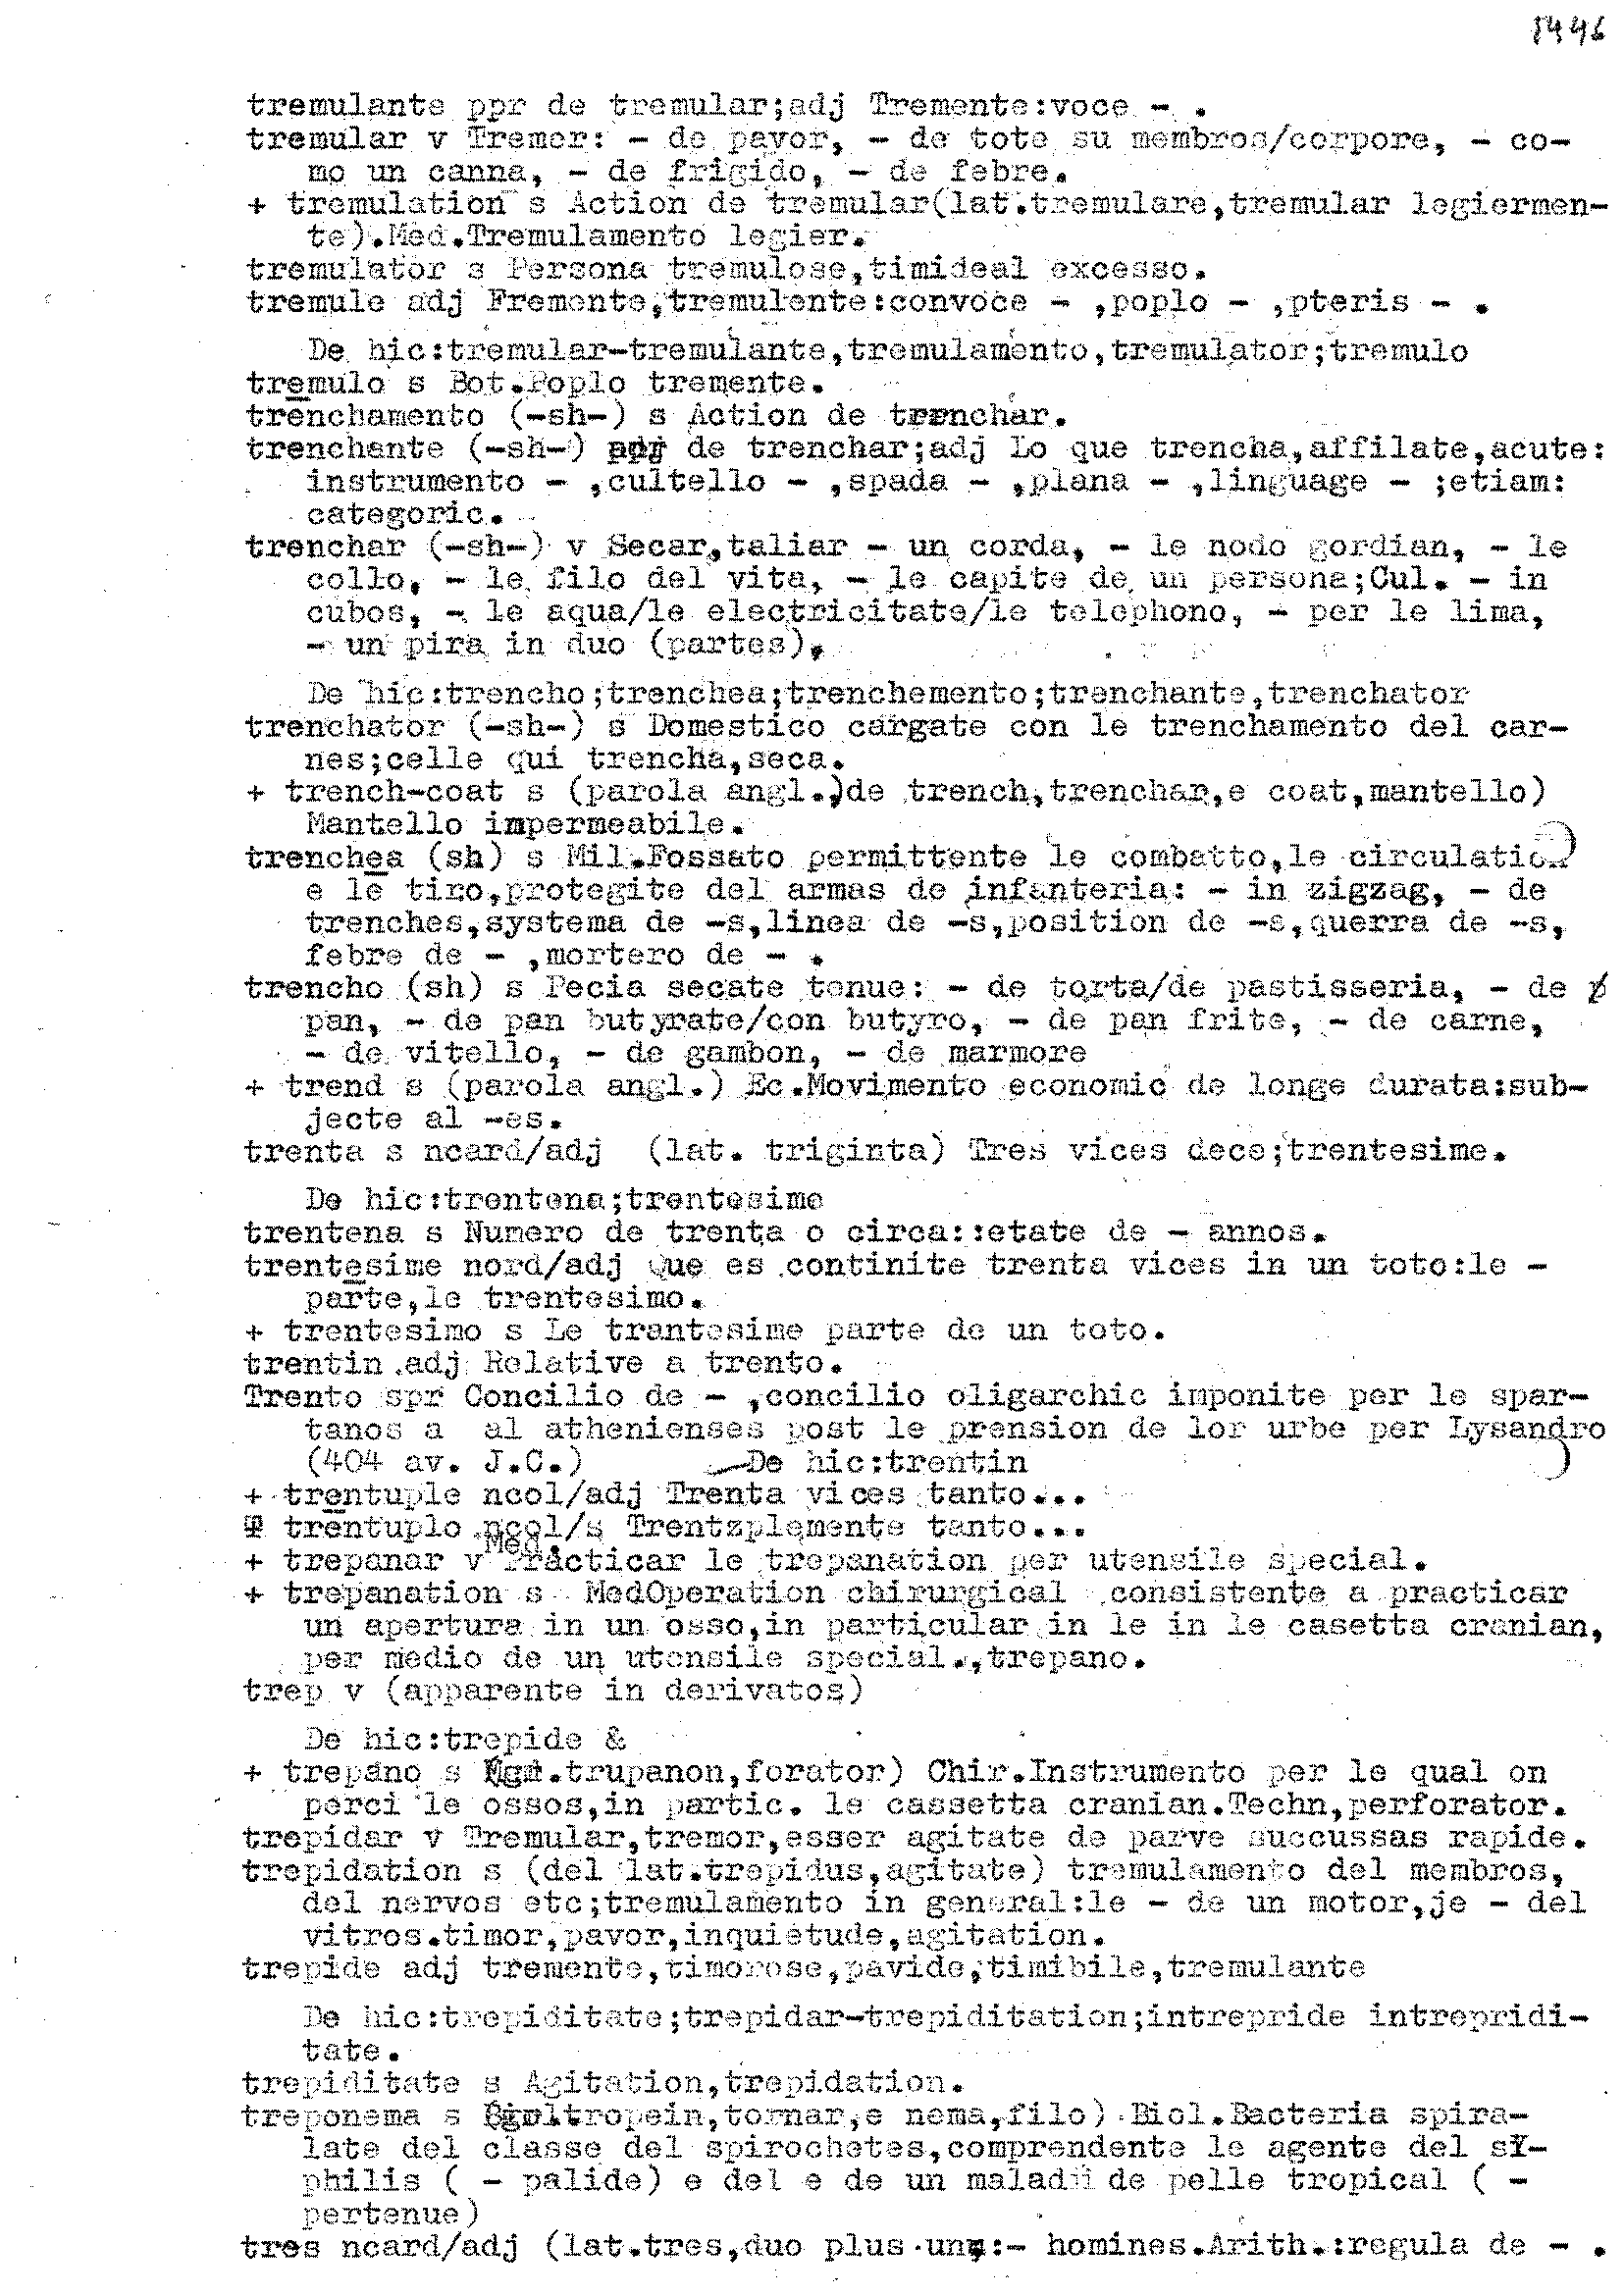 1446
tremulante ppr de tremular;adj Tremente:voce - .
tremular v Tremer: - de pavor, - de tote su membros/corpore, - co-
mo un canna, - de frigido, - de febre.
+ tremulation s Action de tremular(lat.tremulare,tremular legiermen-
te).Med.Tremulamento legier.
tremulator s Persona tremulose,timideal excesso.
tremule adj Fremente,tremulente:convoce - ,poplo - ,pteris - .
De hic:tremular-tremulante,tremulamento,tremulator;tremulo
tremulo s Bot.Poplo tremente.
trenchamento (-sh-) s Action de trenchar.
trenchante (-sh-) ppr de trenchar;adj Lo que trencha,affilate,acute:
instrumento - ,cultello - ,spada - ,plana - ,linguage - ;etiam:
categoric.
trenchar (-sh-) v Secar,taliar - un corda, - le nodo gordian, - le
collo, - le filo del vita, - le capite de un persona;Cul. - in
cubos, - le aqua/le electricitate/le telephono, - per le lima,
- un pira in duo (partes).
De hic:trencho;trenchea;trenchemento;trenchante,trenchator
trenchator (-sh-) s Domestico cargate con le trenchamento del car-
nes;celle qui trencha,seca.
+ trench-coat s (parola angl.,de trench,trenchar,e coat,mantello)
Mantello impermeabile.
trenchea (sh) s Mil.Fossato permittente le combatto,le circulation
e le tiro,protegite del armas de infanteria: - in zigzag, - de
trenches,systema de -s,linea de -s,position de -s,querra de -s,
febre de - ,mortero de - .
trencho (sh) s Pecia secate tenue: - de torta/de pastisseria, - de
pan, - de pan butyrate/con butyro, - de pan frite, - de carne,
- de vitello, - de gambon, - de marmore
+ trend s (parola angl.) Ec.Movimento economic de longe durata:sub-
jecte al -es.
trenta s ncard/adj (lat. triginta) Tres vices dece;trentesime.
De hic:trentena;trentesime
trentena s Numero de trenta o circa::etate de - annos.
trentesime nord/adj Que es continite trenta vices in un toto:le -
parte,le trentesimo.
+ trentesimo s Le trantesime parte de un toto.
trentin adj Relative a trento.
Trento spr Concilio de - ,concilio oligarchic imponite per le spar-
tanos a al athenienses post le prension de lor urbe per Lysandro
(404 av. J.C.) De hic:trentin
+ trentuple ncol/adj Trenta vices tanto...
+ trentuplo ncol/s Trentzplemente tanto...
+ trepanar v Med. Practicar le trepanation per utensile special.
+ trepanation s MedOperation chirurgical consistente a practicar
un apertura in un osso,in particular in le in le casetta cranian,
per medio de un utensile special.,trepano.
trep v (apparente in derivatos)
De hic:trepide &
+ trepano s (gr.trupanon,forator) Chir.Instrumento per le qual on
perci le ossos,in partic. le cassetta cranian.Techn,perforator.
trepidar v Tremular,tremor,esser agitate de parve succussas rapide.
trepidation s (del lat.trepidus,agitate) tremulamento del membros,
del nervos etc;tremulamento in general:le - de un motor,je - del
vitros.timor,pavor,inquietude,agitation.
trepide adj tremente,timorose,pavide,timibile,tremulante
De hic:trepiditate;trepidar-trepiditation;intrepride intrepridi-
tate.
trepiditate s Agitation,trepidation.
treponema s tropein,tornar,e nema,filo) Biol.Bacteria spira-
late del classe del spirochetes,comprendente le agente del si-
philis ( - palide) e del e de un maladii de pelle tropical ( -
pertenue)
tres ncard/adj (lat.tres,duo plus un,:- homines.Arith.:regula de - .